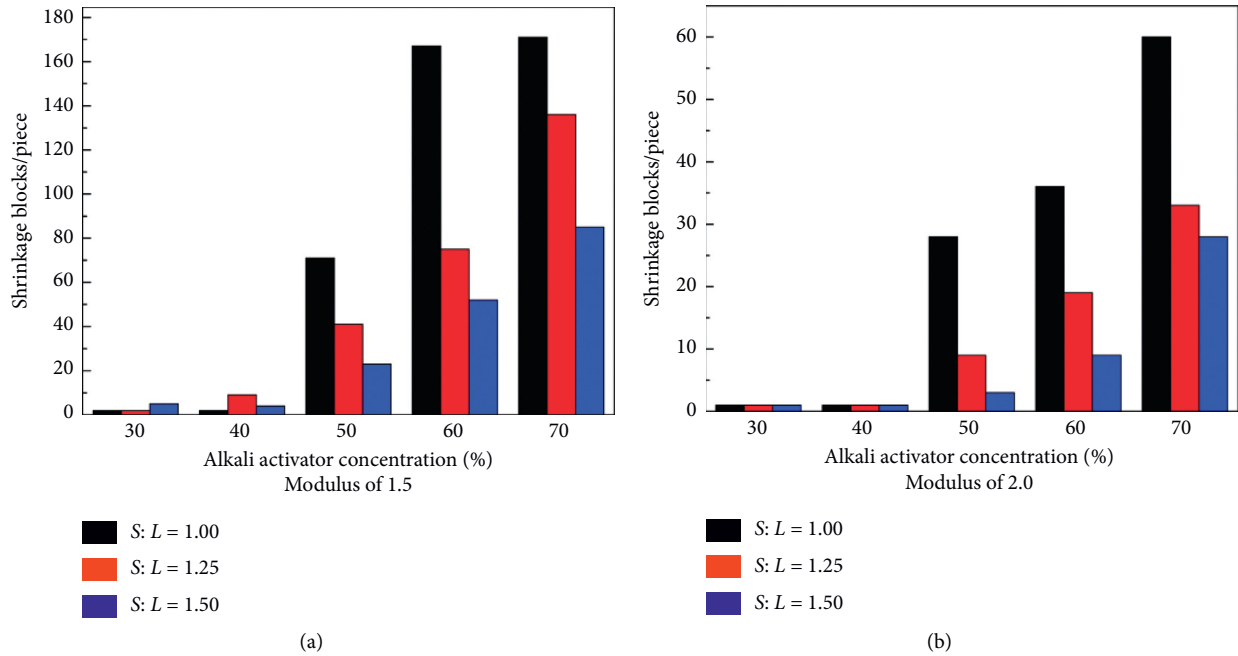 180
160
140
120
100
80
60
40
20
0
Shrinkage blocks/piece
30 40 50 60 70
Alkali activator concentration (%)
Modulus of 1.5
S: L = 1.00
S: L = 1.25
S: L = 1.50
(a)
60
50
40
30
20
10
0
Shrinkage blocks/piece
30 40 50 60 70
Alkali activator concentration (%)
Modulus of 2.0
S: L = 1.00
S: L = 1.25
S: L = 1.50
(b)